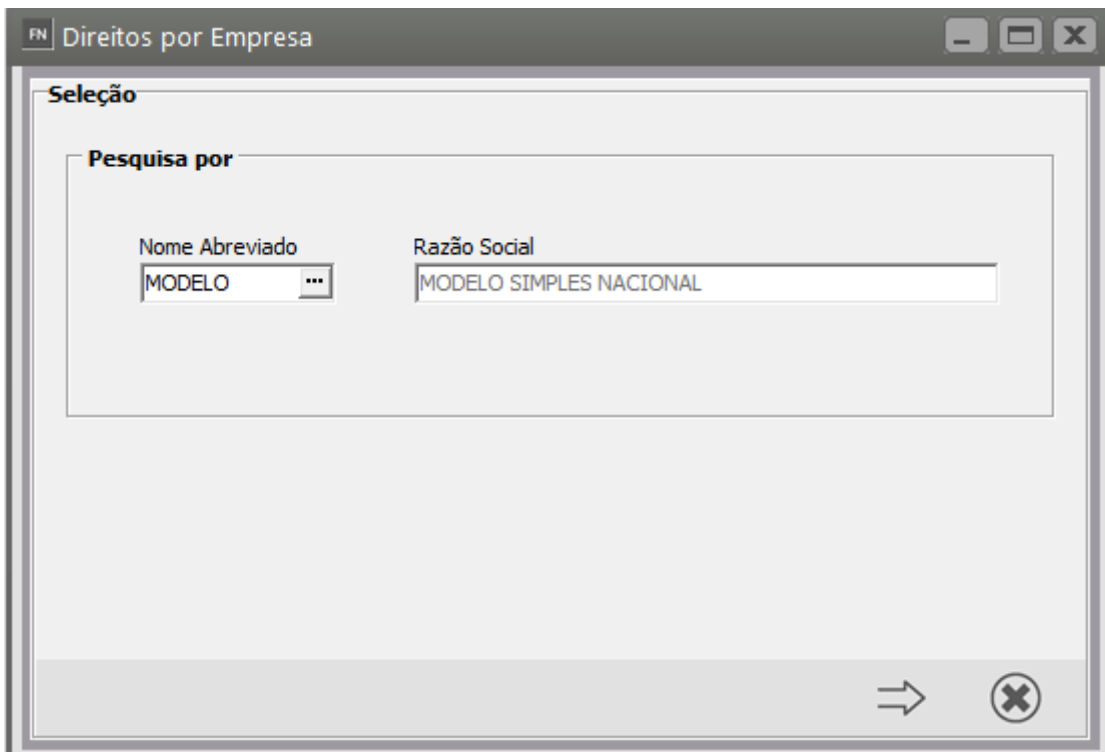 FN Direitos por Empresa
Seleção
Pesquisa por
Nome Abreviado Razão Social
MODELO ... MODELO SIMPLES NACIONAL